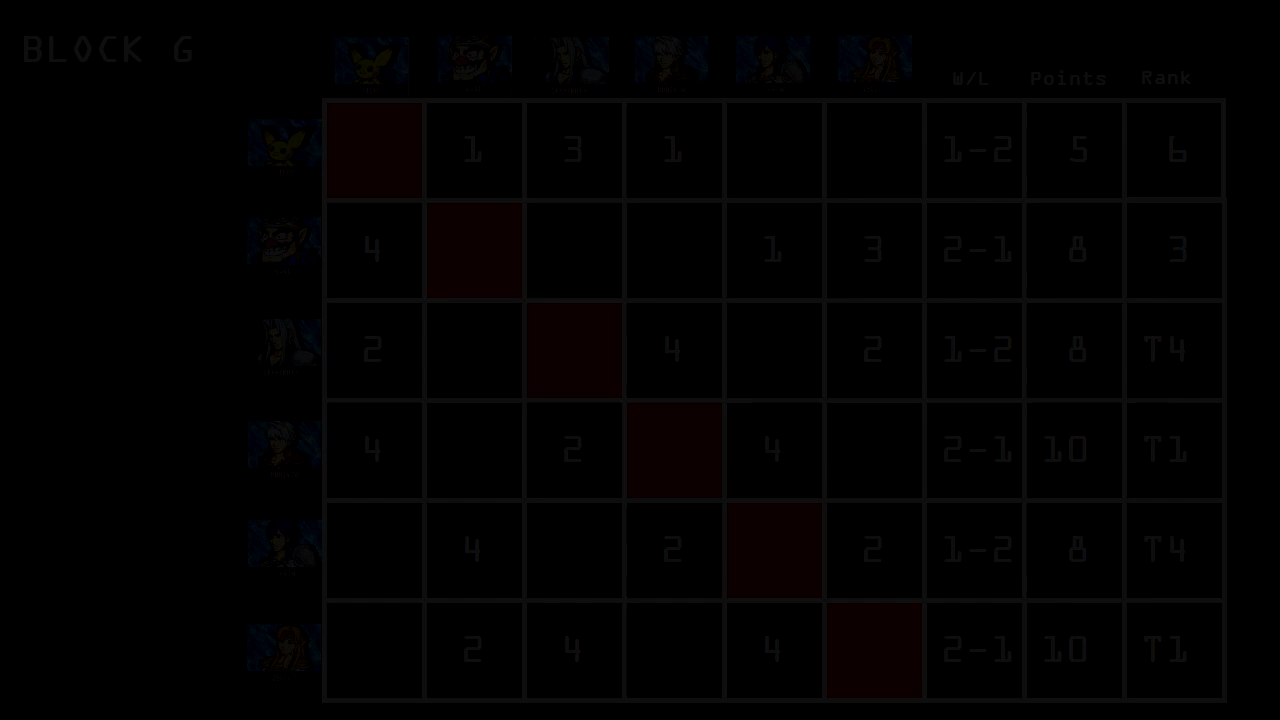 BLOCK G
W/L Points Rank
1 3 1 1-2 5 6
4 1 3 2-1 8 3
2 4 2 1-2 8 T4
4 2 4 2-1 10 T1
4 2 2 1-2 8 T4
2 4 4 2-1 10 T1